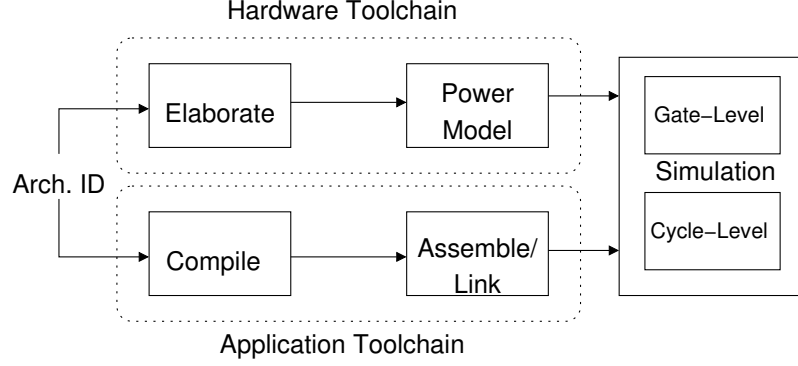 Hardware Toolchain
Elaborate
Power
Model
Gate−Level
Simulation
Cycle−Level
Arch. ID
Compile
Assemble/
Link
Application Toolchain